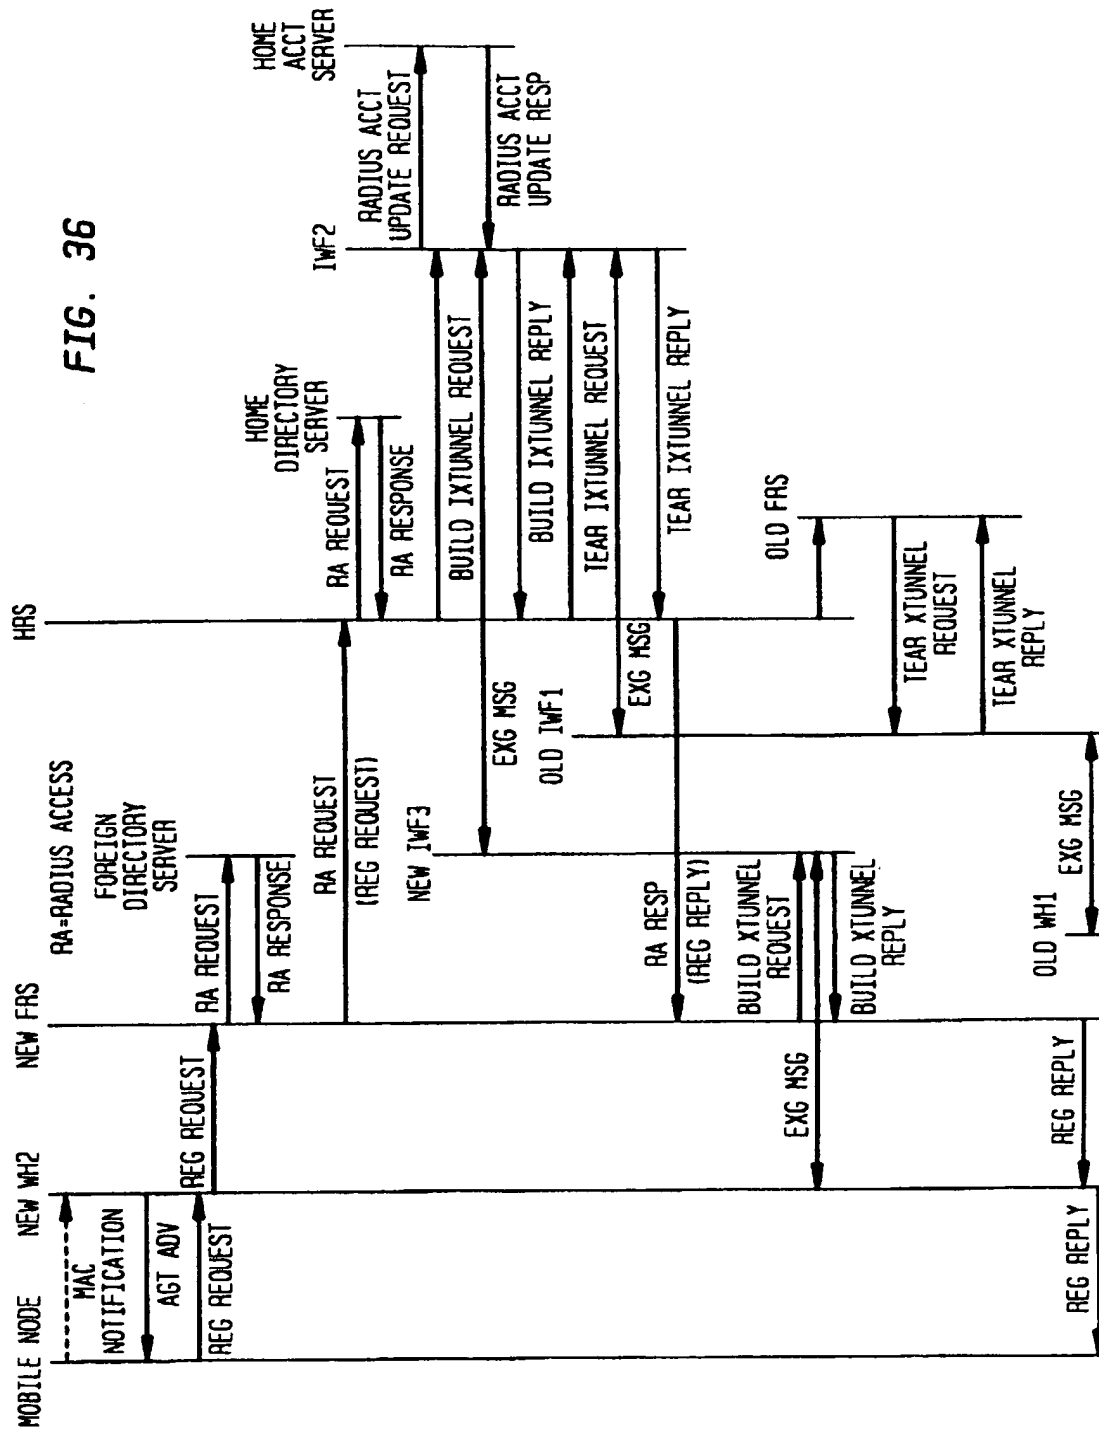 FIG. 36
MOBILE NODE
NEW WH2
NEW FRS
HRS
RA=RADIUS ACCESS
FOREIGN
DIRECTORY
SERVER
HOME
DIRECTORY
SERVER
IWF2
HOME
ACCT
SERVER
MAC
NOTIFICATION
AGT ADV
REG REQUEST
REG REQUEST
RA REQUEST
RA RESPONSE
RA REQUEST
(REG REQUEST)
RA REQUEST
RA RESPONSE
RADIUS ACCT
UPDATE REQUEST
RADIUS ACCT
UPDATE RESP
BUILD IXTUNNEL REQUEST
NEW IWF3
EXG MSG
BUILD IXTUNNEL REPLY
OLD IWF1
TEAR IXTUNNEL REQUEST
EXG MSG
TEAR IXTUNNEL REPLY
RA RESP
(REG REPLY)
OLD FRS
BUILD XTUNNEL
REQUEST
EXG MSG
BUILD XTUNNEL
REPLY
TEAR XTUNNEL
REQUEST
TEAR XTUNNEL
REPLY
OLD WH1
EXG MSG
REG REPLY
REG REPLY